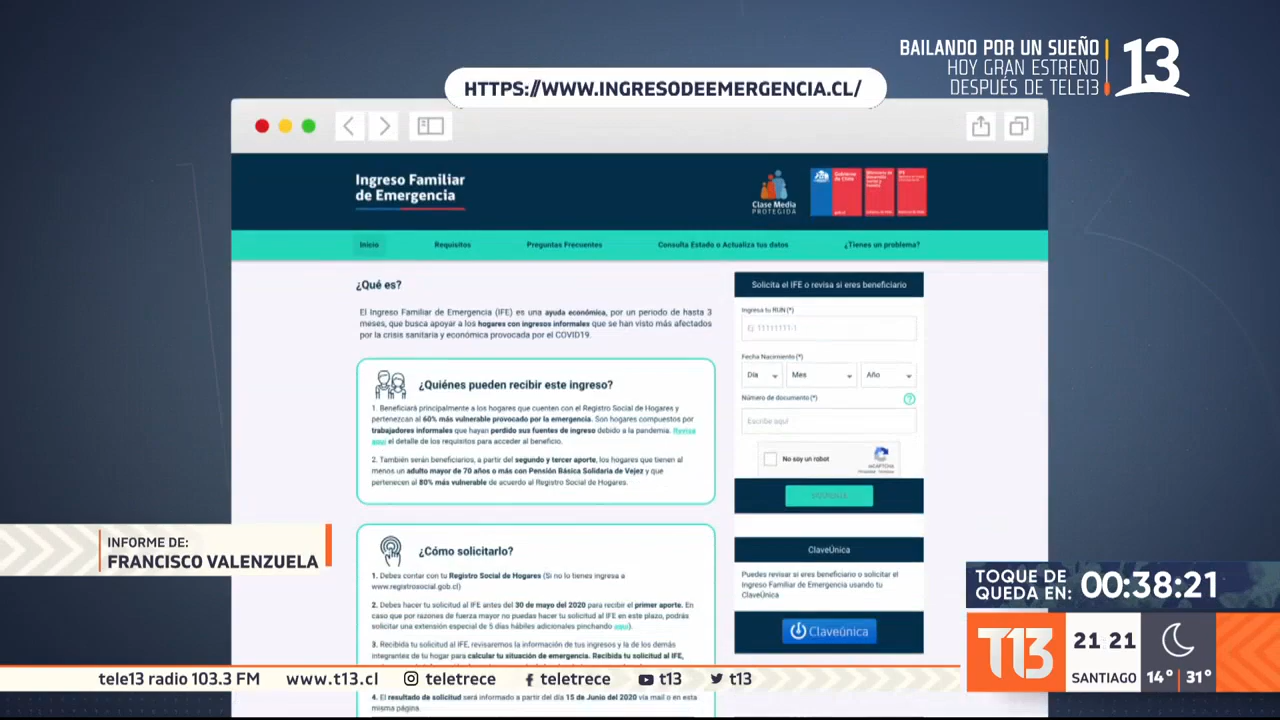 BAILANDO POR UN SUEÑO
HOY GRAN ESTRENO
DESPUÉS DE TELE13
13
HTTPS://WWW.INGRESODEEMERGENCIA.CL/
Ingreso Familiar
de Emergencia
Clase Media
PROTEGIDA
Gobierno
de Chile
Inicio
Requisitos
Preguntas Frecuentes
Consulta Estado o Actualiza tus datos
¿Tienes un problema?
¿Qué es?
El Ingreso Familiar de Emergencia (IFE) es una ayuda económica, por un periodo de hasta 3
meses, que busca apoyar a los hogares con ingresos informales que se han visto más afectados
por la crisis sanitaria y económica provocada por el COVID19.
¿Quiénes pueden recibir este ingreso?
1. Beneficiará principalmente a los hogares que cuenten con el Registro Social de Hogares y
pertenezcan al 60% más vulnerable provocado por la emergencia. Son hogares compuestos por
trabajadores informales que hayan perdido sus fuentes de ingreso debido a la pandemia. Revisa
aquí el detalle de los requisitos para acceder al beneficio.
2. También serán beneficiarios, a partir del segundo y tercer aporte, los hogares que tienen al
menos un adulto mayor de 70 años o más con Pensión Básica Solidaria de Vejez y que
pertenecen al 80% más vulnerable de acuerdo al Registro Social de Hogares.
¿Cómo solicitarlo?
1. Debes contar con tu Registro Social de Hogares (Si no lo tienes ingresa a
www.registrosocial.gob.cl)
2. Debes hacer tu solicitud al IFE antes del 30 de mayo del 2020 para recibir el primer aporte. En
caso que por razones de fuerza mayor no puedas hacer tu solicitud al IFE en este plazo, podrás
solicitar una extensión especial de 5 días hábiles adicionales pinchando aquí).
3. Recibida tu solicitud al IFE, revisaremos la información de tus ingresos y la de los demás
integrantes de tu hogar para calcular tu situación de emergencia. Recibida tu solicitud al IFE,
4. El resultado de solicitud será informado a partir del día 15 de Junio del 2020 vía mail o en esta
misma página.
Solicita el IFE o revisa si eres beneficiario
Ingresa tu RUN (*)
Ej. 11111111-1
Fecha Nacimiento (*)
Día
Mes
Año
Número de documento (*)
?
Escribe aquí
No soy un robot
reCAPTCHA
ClaveÚnica
Puedes revisar si eres beneficiario o solicitar el
Ingreso Familiar de Emergencia usando tu
ClaveÚnica
Claveúnica
INFORME DE:
FRANCISCO VALENZUELA
TOQUE DE
QUEDA EN: 00:38:21
T13
21 21
SANTIAGO
14° 31°
tele13 radio 103.3 FM www.t13.cl teletrece teletrece t13 t13